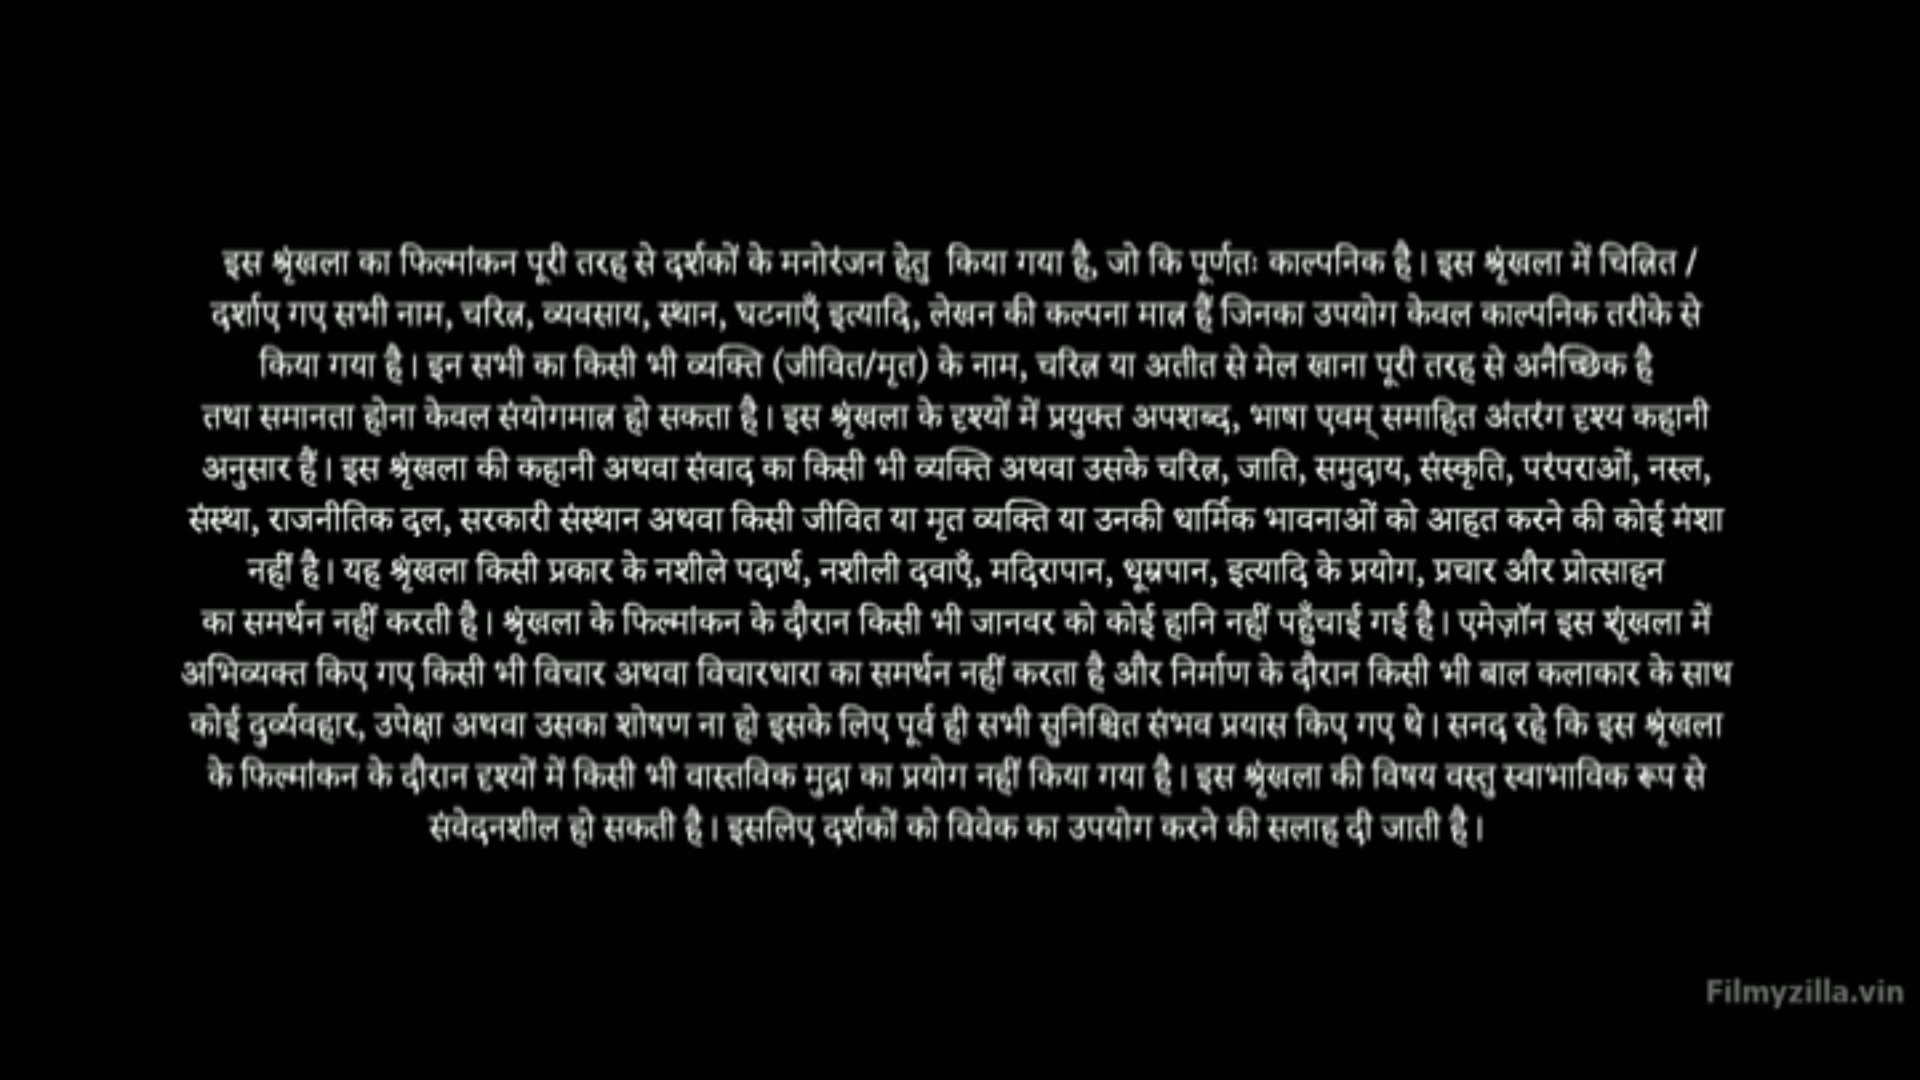 इस श्रृंखला का फिल्मांकन पूरी तरह से दर्शकों के मनोरंजन हेतु किया गया है, जो कि पूर्णतः काल्पनिक है। इस श्रृंखला में चित्रित /
दर्शाए गए सभी नाम, चरित्र, व्यवसाय, स्थान, घटनाएँ इत्यादि, लेखन की कल्पना मात्र हैं जिनका उपयोग केवल काल्पनिक तरीके से
किया गया है। इन सभी का किसी भी व्यक्ति (जीवित/मृत) के नाम, चरित्र या अतीत से मेल खाना पूरी तरह से अनैच्छिक है
तथा समानता होना केवल संयोगमात्र हो सकता है। इस श्रृंखला के दृश्यों में प्रयुक्त अपशब्द, भाषा एवम् समाहित अंतरंग दृश्य कहानी
अनुसार हैं। इस श्रृंखला की कहानी अथवा संवाद का किसी भी व्यक्ति अथवा उसके चरित्र, जाति, समुदाय, संस्कृति, परंपराओं, नस्ल,
संस्था, राजनीतिक दल, सरकारी संस्थान अथवा किसी जीवित या मृत व्यक्ति या उनकी धार्मिक भावनाओं को आहत करने की कोई मंशा
नहीं है। यह श्रृंखला किसी प्रकार के नशीले पदार्थ, नशीली दवाएँ, मदिरापान, धूम्रपान, इत्यादि के प्रयोग, प्रचार और प्रोत्साहन
का समर्थन नहीं करती है। श्रृंखला के फिल्मांकन के दौरान किसी भी जानवर को कोई हानि नहीं पहुँचाई गई है। एमेज़ॉन इस शृंखला में
अभिव्यक्त किए गए किसी भी विचार अथवा विचारधारा का समर्थन नहीं करता है और निर्माण के दौरान किसी भी बाल कलाकार के साथ
कोई दुर्व्यवहार, उपेक्षा अथवा उसका शोषण ना हो इसके लिए पूर्व ही सभी सुनिश्चित संभव प्रयास किए गए थे। सनद रहे कि इस श्रृंखला
के फिल्मांकन के दौरान दृश्यों में किसी भी वास्तविक मुद्रा का प्रयोग नहीं किया गया है। इस श्रृंखला की विषय वस्तु स्वाभाविक रूप से
संवेदनशील हो सकती है। इसलिए दर्शकों को विवेक का उपयोग करने की सलाह दी जाती है।
Filmyzilla.vin